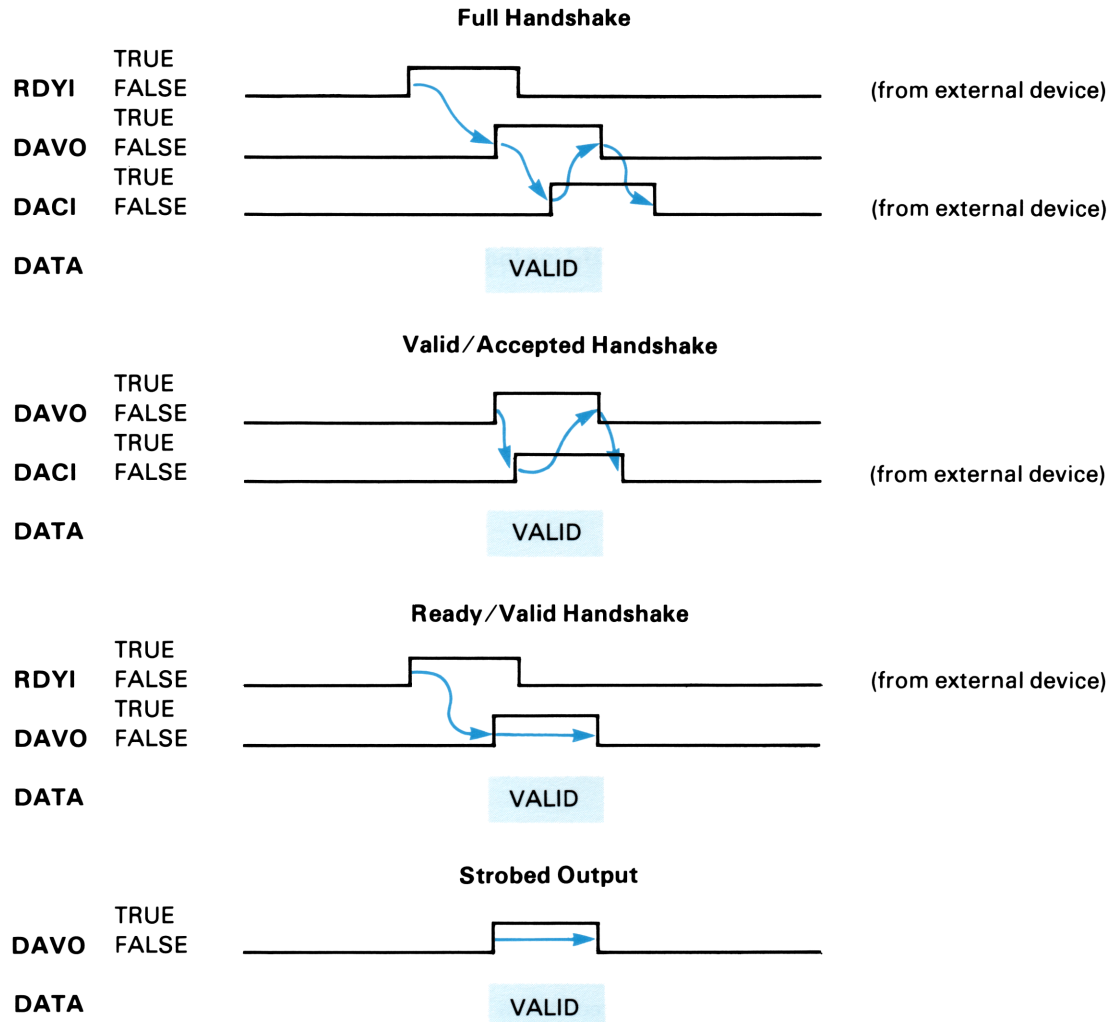 Full Handshake
TRUE
RDYI FALSE (from external device)
TRUE
DAVO FALSE
TRUE
DACI FALSE (from external device)
DATA VALID
Valid/Accepted Handshake
TRUE
DAVO FALSE
TRUE
DACI FALSE (from external device)
DATA VALID
Ready/Valid Handshake
TRUE
RDYI FALSE (from external device)
TRUE
DAVO FALSE
DATA VALID
Strobed Output
TRUE
DAVO FALSE
DATA VALID